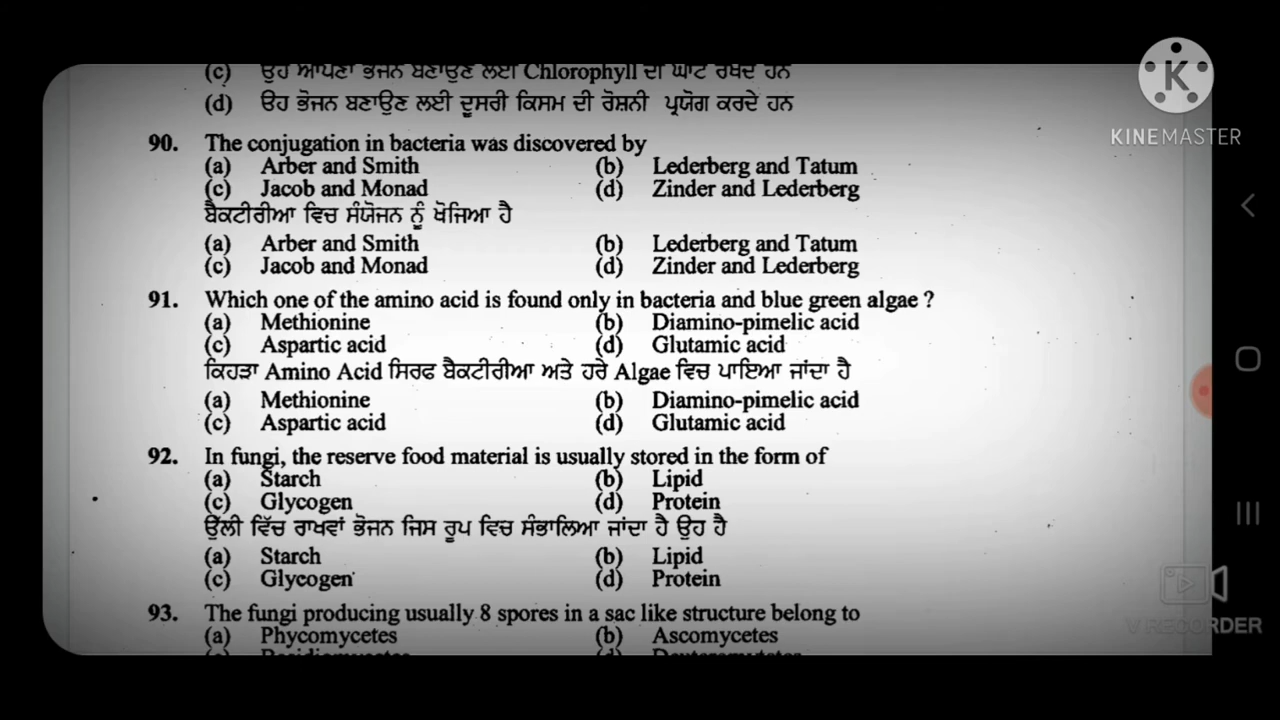 (c) ਉਹ ਆਪਣਾ ਭੋਜਨ ਬਣਾਉਣ ਲਈ Chlorophyll ਦੀ ਘਾਟ ਰਖਦੇ ਹਨ
(d) ਓਹ ਭੋਜਨ ਬਣਾਉਣ ਲਈ ਦੂਸਰੀ ਕਿਸਮ ਦੀ ਰੋਸ਼ਨੀ ਪ੍ਰਯੋਗ ਕਰਦੇ ਹਨ
KINEMASTER
90. The conjugation in bacteria was discovered by
(a) Arber and Smith (b) Lederberg and Tatum
(c) Jacob and Monad (d) Zinder and Lederberg
ਬੈਕਟੀਰੀਆ ਵਿਚ ਸੰਯੋਜਨ ਨੂੰ ਖੋਜਿਆ ਹੈ
(a) Arber and Smith (b) Lederberg and Tatum
(c) Jacob and Monad (d) Zinder and Lederberg
91. Which one of the amino acid is found only in bacteria and blue green algae ?
(a) Methionine (b) Diamino-pimelic acid
(c) Aspartic acid (d) Glutamic acid
ਕਿਹੜਾ Amino Acid ਸਿਰਫ ਬੈਕਟੀਰੀਆ ਅਤੇ ਹਰੇ Algae ਵਿਚ ਪਾਇਆ ਜਾਂਦਾ ਹੈ
(a) Methionine (b) Diamino-pimelic acid
(c) Aspartic acid (d) Glutamic acid
92. In fungi, the reserve food material is usually stored in the form of
(a) Starch (b) Lipid
(c) Glycogen (d) Protein
ਉੱਲੀ ਵਿੱਚ ਰਾਖਵਾਂ ਭੋਜਨ ਜਿਸ ਰੂਪ ਵਿਚ ਸੰਭਾਲਿਆ ਜਾਂਦਾ ਹੈ ਉਹ ਹੈ
(a) Starch (b) Lipid
(c) Glycogen (d) Protein
93. The fungi producing usually 8 spores in a sac like structure belong to
(a) Phycomycetes (b) Ascomycetes
V RECORDER